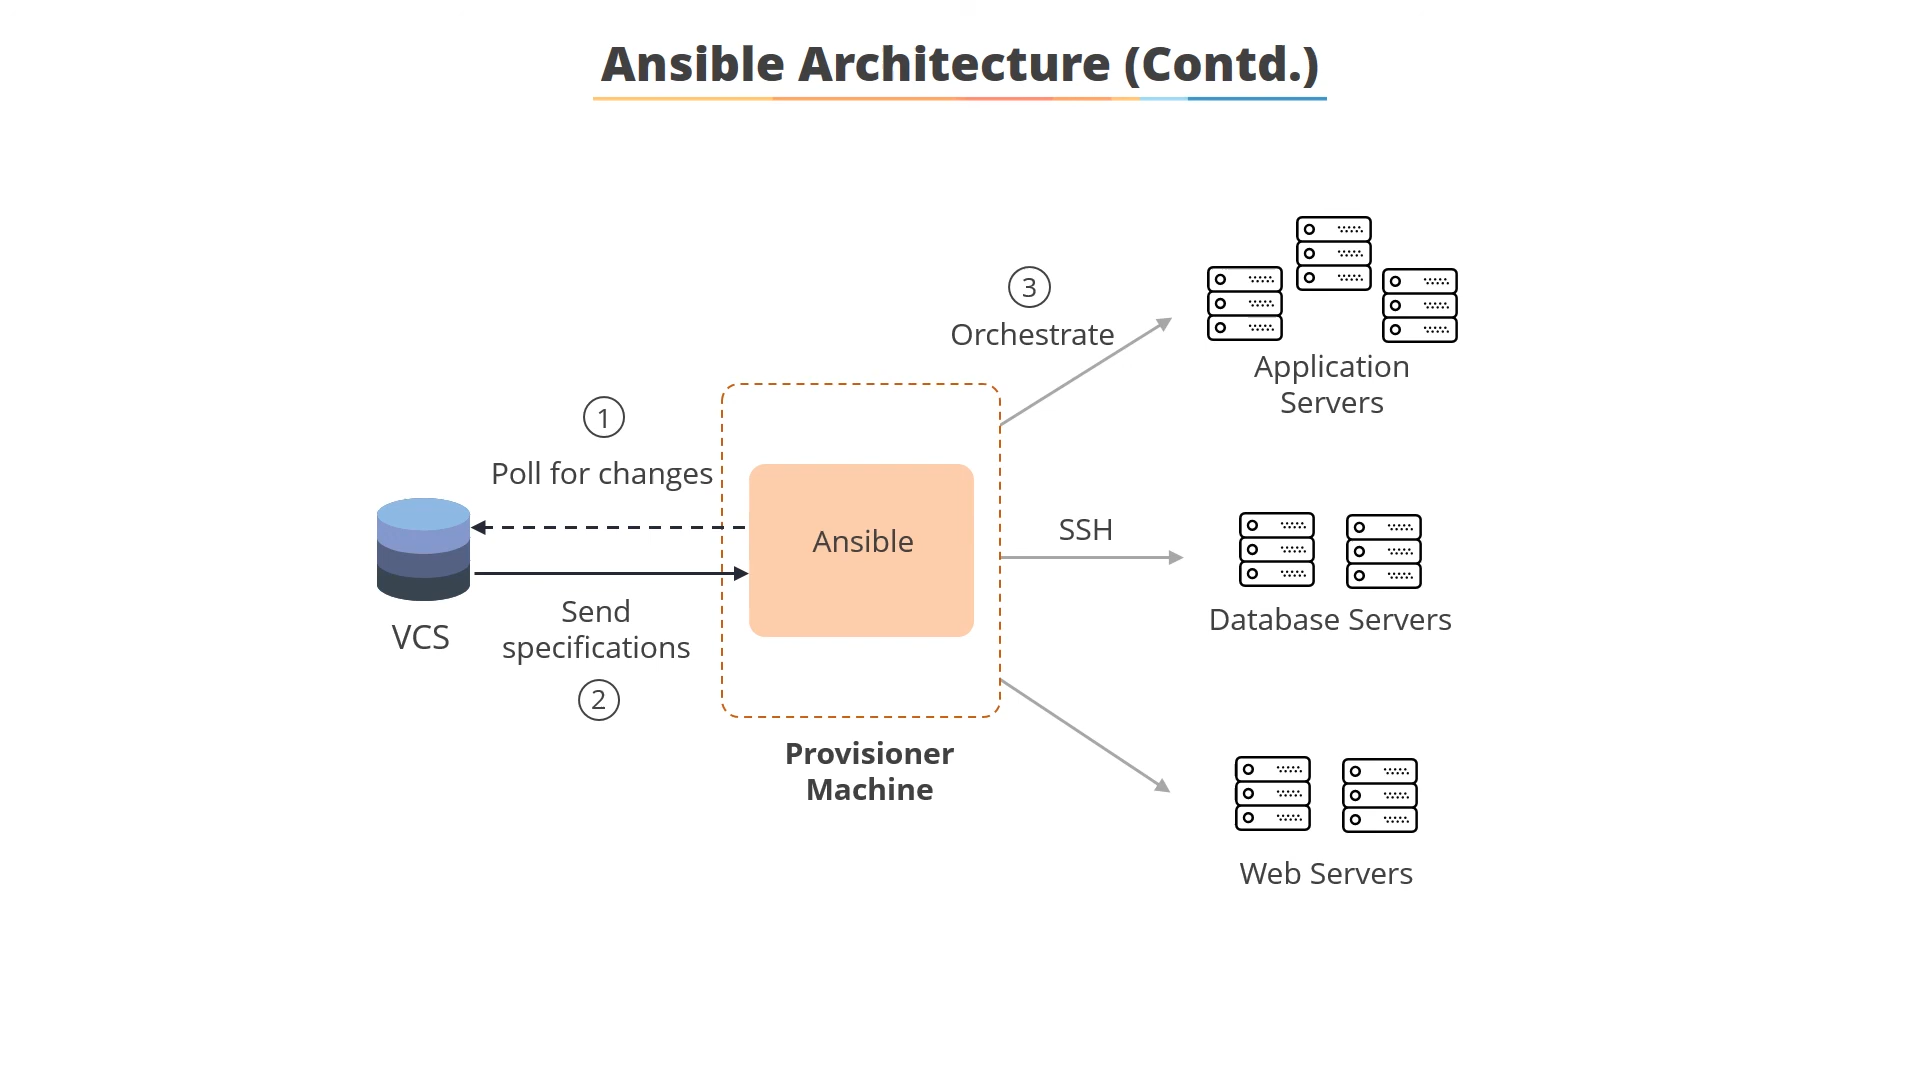 Ansible Architecture (Contd.)
3
Orchestrate
Application
Servers
1
Poll for changes
SSH
Ansible
Send
specifications
2
VCS
Database Servers
Provisioner
Machine
Web Servers